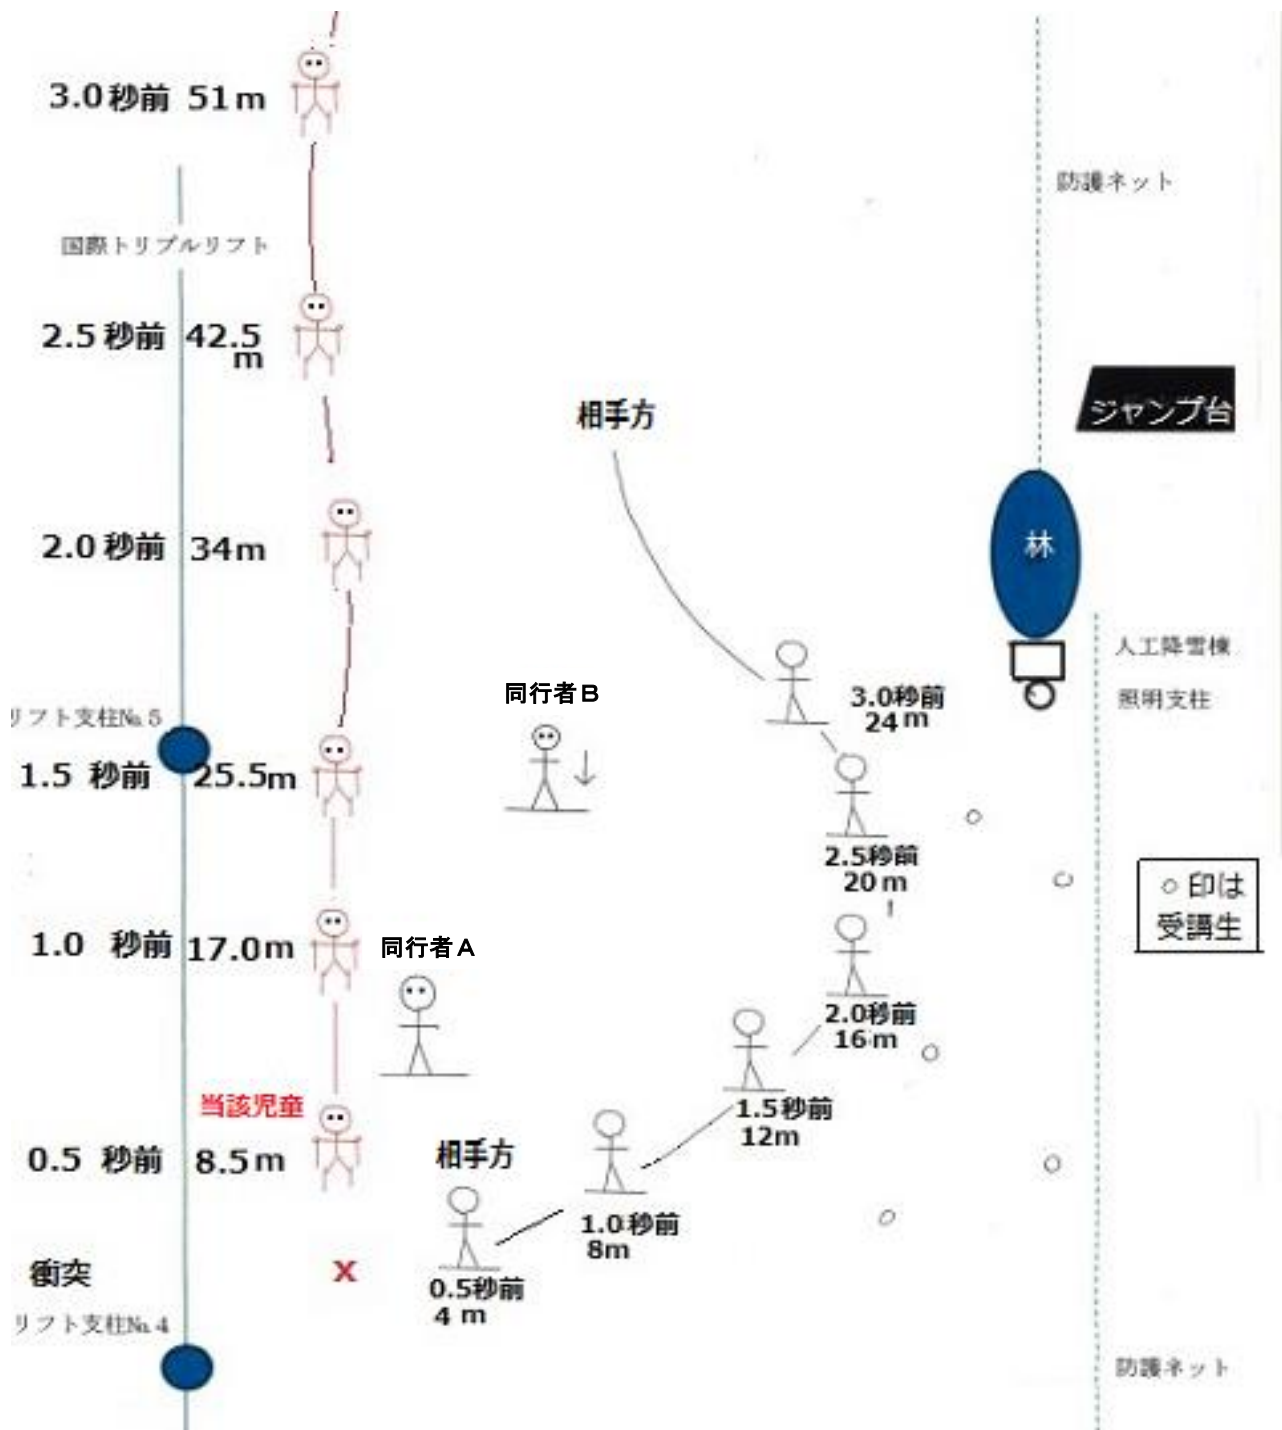 3.0秒前 51m
防護ネット
国際トリプルリフト
2.5秒前 42.5
m
ジャンプ台
相手方
2.0秒前 34m
林
人工降雪棟
同行者B
3.0秒前
24m
照明支柱
リフト支柱№5
1.5 秒前 25.5m
2.5秒前
20m
○印は
受講生
1.0 秒前 17.0m
同行者A
2.0秒前
16m
当該児童
1.5秒前
12m
0.5 秒前 8.5m
相手方
1.0秒前
8m
衝突
x
0.5秒前
4m
リフト支柱№4
防護ネット